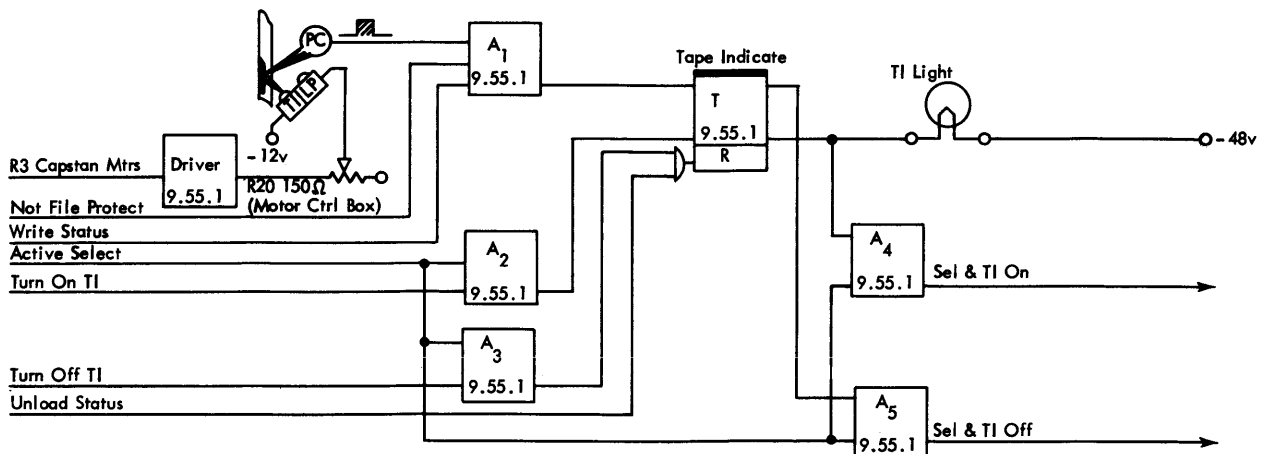 PC
A1
9.55.1
Tape Indicate
T
9.55.1
R
TI Light
TI LP
-12v
-48v
R3 Capstan Mtrs
Driver
9.55.1
R20 150Ω
(Motor Ctrl Box)
Not File Protect
Write Status
Active Select
Turn On TI
A2
9.55.1
A4
9.55.1
Sel & TI On
A3
9.55.1
Turn Off TI
Unload Status
A5
9.55.1
Sel & TI Off